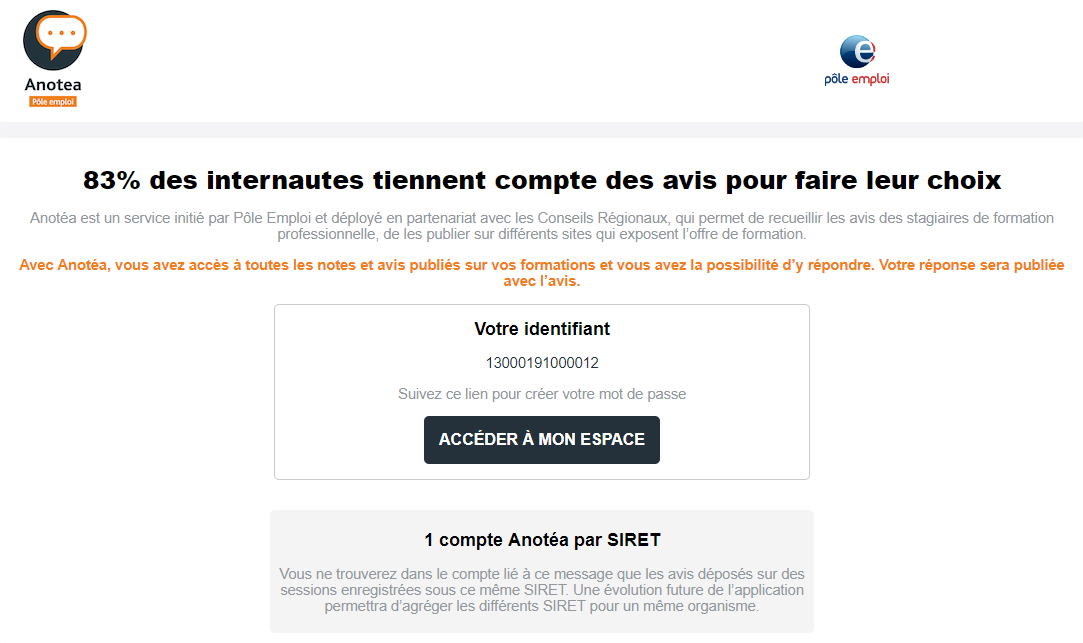 Anotea
Pôle emploi
pôle emploi
83% des internautes tiennent compte des avis pour faire leur choix
Anotéa est un service initié par Pôle Emploi et déployé en partenariat avec les Conseils Régionaux, qui permet de recueillir les avis des stagiaires de formation
professionnelle, de les publier sur différents sites qui exposent l’offre de formation.
Avec Anotéa, vous avez accès à toutes les notes et avis publiés sur vos formations et vous avez la possibilité d’y répondre. Votre réponse sera publiée
avec l’avis.
Votre identifiant
13000191000012
Suivez ce lien pour créer votre mot de passe
ACCÉDER À MON ESPACE
1 compte Anotéa par SIRET
Vous ne trouverez dans le compte lié à ce message que les avis déposés sur des
sessions enregistrées sous ce même SIRET. Une évolution future de l’application
permettra d’agréger les différents SIRET pour un même organisme.